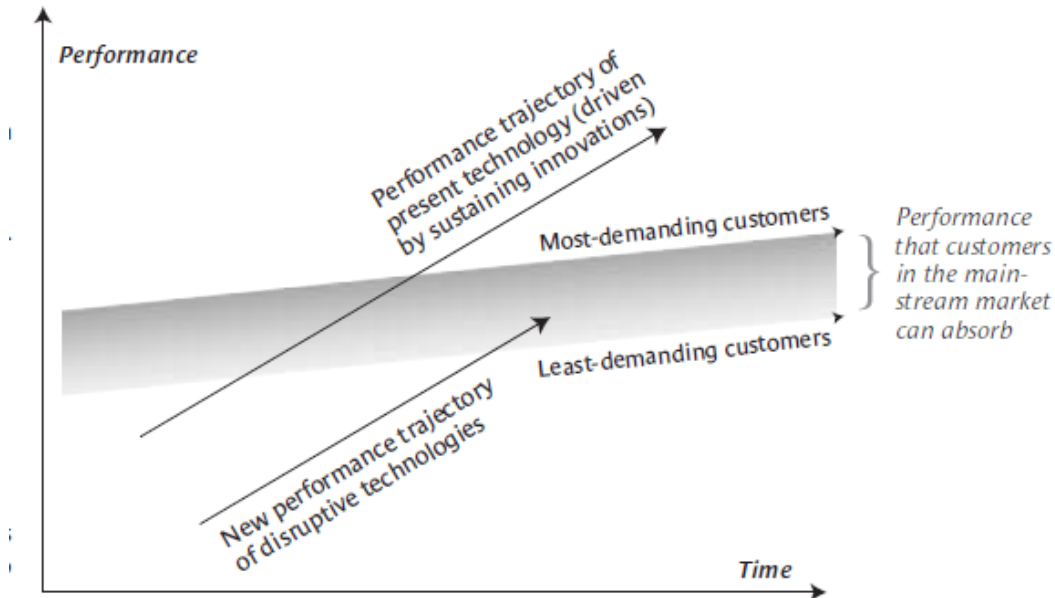 Performance
Performance trajectory of
present technology (driven
by sustaining innovations)
Most-demanding customers
Performance
that customers
in the main-
stream market
can absorb
Least-demanding customers
New performance trajectory
of disruptive technologies
Time